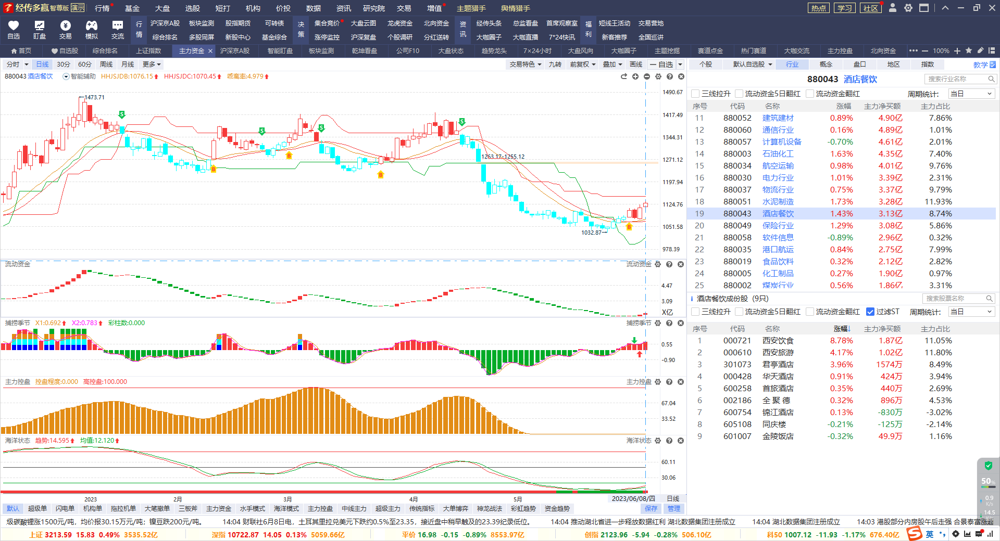 经传多赢 智尊版 演示 行情 基金 大盘 选股 短打 机构 价投 数据 资讯 研究院 交易 增值 主题猎手 舆情猎手 热点 学习 社区
自选 盯盘 交易 模拟 交流
行情 沪深京A股 板块监测 股指期货 可转债 决策 集合竞价 大盘云图 龙虎资金 北向资金 资讯 经传头条 总监看盘 首席观察室 福利 短线王活动 交易营地
综合排名 多股同屏 新股中心 基金综合 涨停监控 沪深复盘 个股调研 分红送转 大咖圈子 大咖直播 7*24快讯 新客推荐 全国巡讲
首页 自选股 综合排名 上证指数 主力资金 沪深京A股 智能盯盘 板块监测 乾坤看盘 公司F10 大盘状态 趋势龙头 7×24小时 大盘风向 大咖圈子 主题挖掘 赛道点金 热门赛道 大咖交流 主力控盘 北向资金 100%
分时 日线 30分 60分 周线 月线 更多 交易特色 九转 前复权 叠加 画线 自选
880043 酒店餐饮 智能辅助 HHJSJDB:1076.15 HHJSJDC:1070.45 乖离率:4.979
1473.71
1263.17-1255.12
1032.87
S
S
S
S
B
B
B
B
1490.67
1417.49
1344.31
1271.12
1197.94
1124.76
1051.58
978.39
流动资金 流动资金
4.47
3.09
X亿
捕捞季节 X1:0.692 X2:0.783 彩柱数:0.000 捕捞季节
0.55
-0.90
主力控盘 控盘程度:0.000 高控盘:100.000 主力控盘
67.04
33.52
海洋状态 趋势:14.595 均值:12.120 海洋状态
60.11
30.06
2023 2月 3月 4月 5月 2023/06/08/四 日线
默认 超级单 闪电单 机构单 拖拉机单 大笔撤单 三板斧 主力资金 水手模式 海洋模式 主力控盘 中线主力 超级主力 传统指标 大单博弈 神龙战法 彩虹趋势 资金趋势 保存 管理
个股 默认自选股 行业 概念 盘口 地区 指数 教学
880043 酒店餐饮 搜索行业名称
三线拉升 流动资金5日翻红 流动资金翻红 周期统计: 当日
序号 代码 名称 涨幅 主力净买额 主力占比
11 880052 建筑建材 0.89% 4.90亿 7.86%
12 880060 通信行业 0.16% 4.89亿 1.01%
13 880057 计算机设备 -0.70% 4.61亿 2.01%
14 880003 石油化工 1.63% 4.35亿 7.40%
15 880034 航空运输 0.98% 4.01亿 9.76%
16 880030 电力行业 1.01% 3.39亿 2.31%
17 880037 物流行业 0.75% 3.37亿 9.79%
18 880051 水泥制造 1.73% 3.28亿 11.93%
19 880043 酒店餐饮 1.43% 3.13亿 8.74%
20 880049 保险行业 1.29% 3.08亿 5.86%
21 880058 软件信息 -0.89% 2.96亿 0.32%
22 880035 港口航运 0.84% 2.75亿 7.99%
23 880019 食品饮料 0.32% 2.12亿 2.82%
24 880005 化工制品 0.27% 1.90亿 0.97%
25 880002 煤炭行业 0.56% 1.86亿 3.31%
酒店餐饮成份股 (9只) 搜索股票名称
三线拉升 流动资金5日翻红 流动资金翻红 过滤ST 周期统计: 当日
序号 代码 名称 涨幅↓ 主力净买额 主力占比
1 000721 西安饮食 8.78% 1.87亿 11.05%
2 000610 西安旅游 4.17% 1.02亿 11.80%
3 301073 君亭酒店 3.96% 1574万 8.49%
4 000428 华天酒店 0.91% 424万 3.94%
5 600258 首旅酒店 0.35% 440万 2.69%
6 002186 全 聚 德 0.32% 896万 4.53%
7 600754 锦江酒店 0.13% -830万 -3.02%
8 605108 同庆楼 -0.21% -125万 -2.14%
9 601007 金陵饭店 -0.32% 49.9万 1.16%
50%
0.9
K/s
14.5
级碳酸锂涨1500元/吨，均价报30.15万元/吨；镍豆跌200元/吨。 14:04 财联社6月8日电，土耳其里拉兑美元下跌约0.5%至23.35，接近盘中稍早触及的23.39纪录低位。 14:04 推动湖北省进一步释放数据红利 湖北数据集团注册成立 14:04 湖北数据集团注册成立 14:03 港股部分内房股午后走强 合景泰富涨超
上证 3213.59 15.83 0.49% 3535.52亿 深指 10722.87 14.05 0.13% 5059.66亿 平价 16.98 -0.15 -0.89% 8553.97亿 创指 2123.96 -5.94 -0.28% 506.10亿 科50 1007.12 -11.93 -1.17% 676.40亿 英